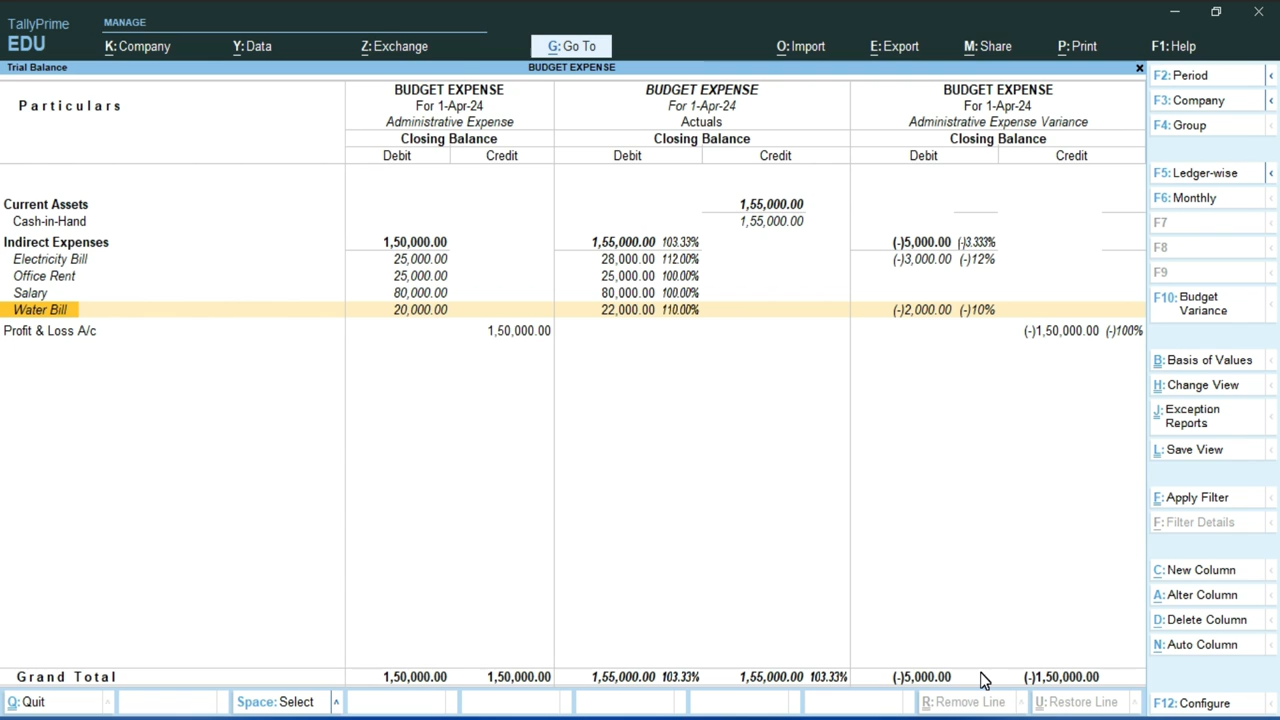 TallyPrime
MANAGE
EDU
K: Company Y: Data Z: Exchange G: Go To O: Import E: Export M: Share P: Print F1: Help
Trial Balance BUDGET EXPENSE x
Particulars
BUDGET EXPENSE BUDGET EXPENSE BUDGET EXPENSE
For 1-Apr-24 For 1-Apr-24 For 1-Apr-24
Administrative Expense Actuals Administrative Expense Variance
Closing Balance Closing Balance Closing Balance
Debit Credit Debit Credit Debit Credit
Current Assets 1,55,000.00
Cash-in-Hand 1,55,000.00
Indirect Expenses 1,50,000.00 1,55,000.00 103.33% (-)5,000.00 (-)3.333%
Electricity Bill 25,000.00 28,000.00 112.00% (-)3,000.00 (-)12%
Office Rent 25,000.00 25,000.00 100.00%
Salary 80,000.00 80,000.00 100.00%
Water Bill 20,000.00 22,000.00 110.00% (-)2,000.00 (-)10%
Profit & Loss A/c 1,50,000.00 (-)1,50,000.00 (-)100%
Grand Total 1,50,000.00 1,50,000.00 1,55,000.00 103.33% 1,55,000.00 103.33% (-)5,000.00 (-)1,50,000.00
Q: Quit Space: Select R: Remove Line U: Restore Line
F2: Period
F3: Company
F4: Group
F5: Ledger-wise
F6: Monthly
F7
F8
F9
F10: Budget
Variance
B: Basis of Values
H: Change View
J: Exception
Reports
L: Save View
F: Apply Filter
F: Filter Details
C: New Column
A: Alter Column
D: Delete Column
N: Auto Column
F12: Configure